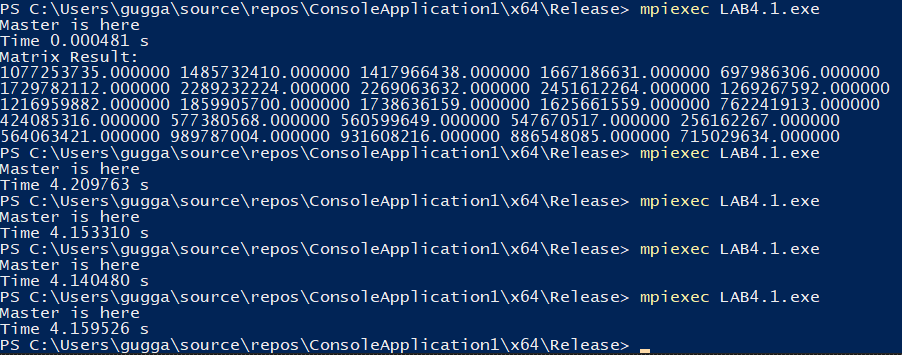 PS C:\Users\gugga\source\repos\ConsoleApplication1\x64\Release> mpiexec LAB4.1.exe
Master is here
Time 0.000481 s
Matrix Result:
1077253735.000000 1485732410.000000 1417966438.000000 1667186631.000000 697986306.000000
1729782112.000000 2289232224.000000 2269063632.000000 2451612264.000000 1269267592.000000
1216959882.000000 1859905700.000000 1738636159.000000 1625661559.000000 762241913.000000
424085316.000000 577380568.000000 560599649.000000 547670517.000000 256162267.000000
564063421.000000 989787004.000000 931608216.000000 886548085.000000 715029634.000000
PS C:\Users\gugga\source\repos\ConsoleApplication1\x64\Release> mpiexec LAB4.1.exe
Master is here
Time 4.209763 s
PS C:\Users\gugga\source\repos\ConsoleApplication1\x64\Release> mpiexec LAB4.1.exe
Master is here
Time 4.153310 s
PS C:\Users\gugga\source\repos\ConsoleApplication1\x64\Release> mpiexec LAB4.1.exe
Master is here
Time 4.140480 s
PS C:\Users\gugga\source\repos\ConsoleApplication1\x64\Release> mpiexec LAB4.1.exe
Master is here
Time 4.159526 s
PS C:\Users\gugga\source\repos\ConsoleApplication1\x64\Release>